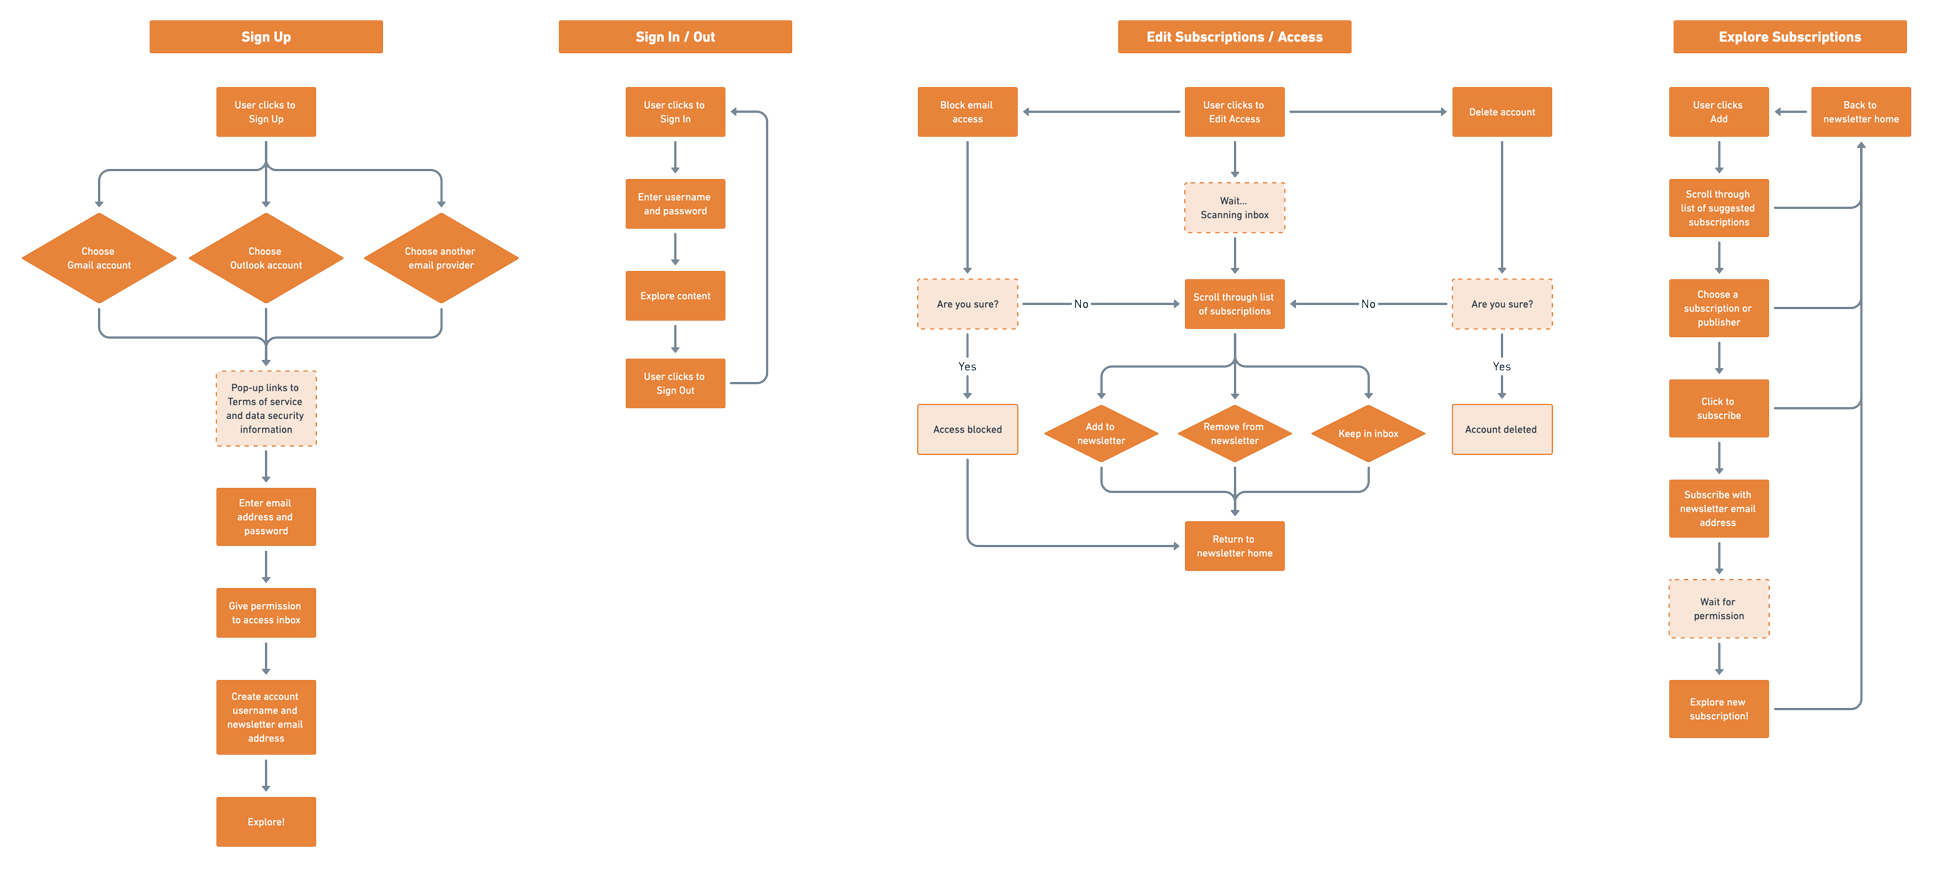 Sign Up
User clicks to
Sign Up
Choose
Gmail account
Choose
Outlook account
Choose another
email provider
Pop-up links to
Terms of service
and data security
information
Enter email
address and
password
Give permission
to access inbox
Create account
username and
newsletter email
address
Explore!
Sign In / Out
User clicks to
Sign In
Enter username
and password
Explore content
User clicks to
Sign Out
Edit Subscriptions / Access
Block email
access
User clicks to
Edit Access
Delete account
Wait...
Scanning inbox
Are you sure?
No
Scroll through list
of subscriptions
No
Are you sure?
Yes
Yes
Access blocked
Add to
newsletter
Remove from
newsletter
Keep in inbox
Account deleted
Return to
newsletter home
Explore Subscriptions
User clicks
Add
Back to
newsletter home
Scroll through
list of suggested
subscriptions
Choose a
subscription or
publisher
Click to
subscribe
Subscribe with
newsletter email
address
Wait for
permission
Explore new
subscription!